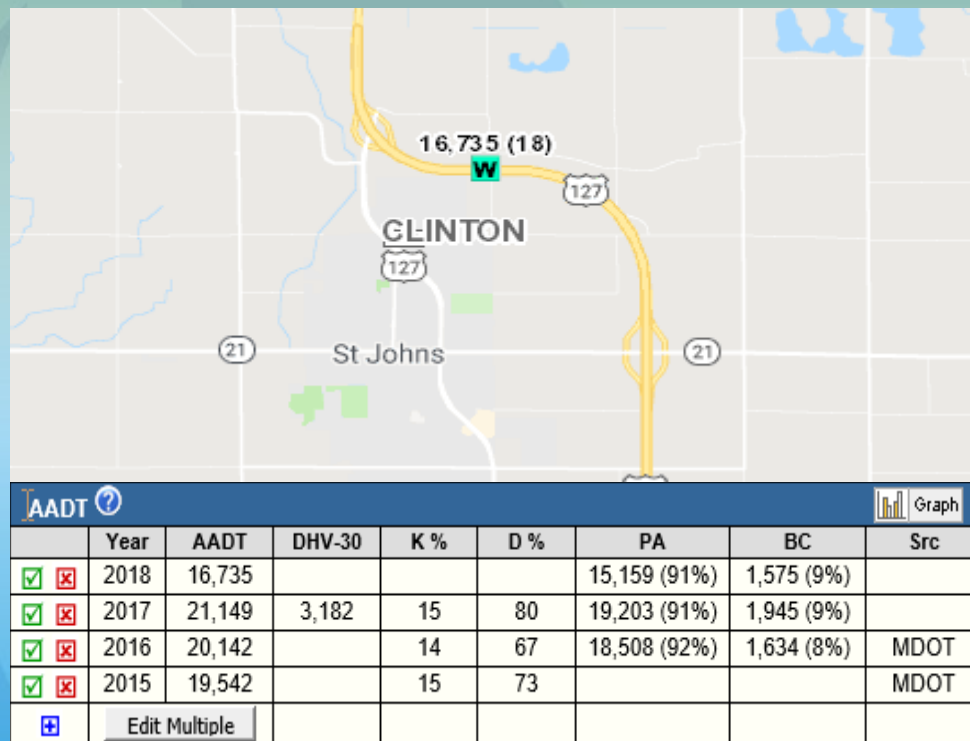 16,735 (18)
W
127
CLINTON
127
21
St Johns
21
AADT ? Graph
Year AADT DHV-30 K % D % PA BC Src
2018 16,735 15,159 (91%) 1,575 (9%)
2017 21,149 3,182 15 80 19,203 (91%) 1,945 (9%)
2016 20,142 14 67 18,508 (92%) 1,634 (8%) MDOT
2015 19,542 15 73 MDOT
Edit Multiple